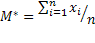 M* = ∑ⁿᵢ₌₁ xᵢ/n